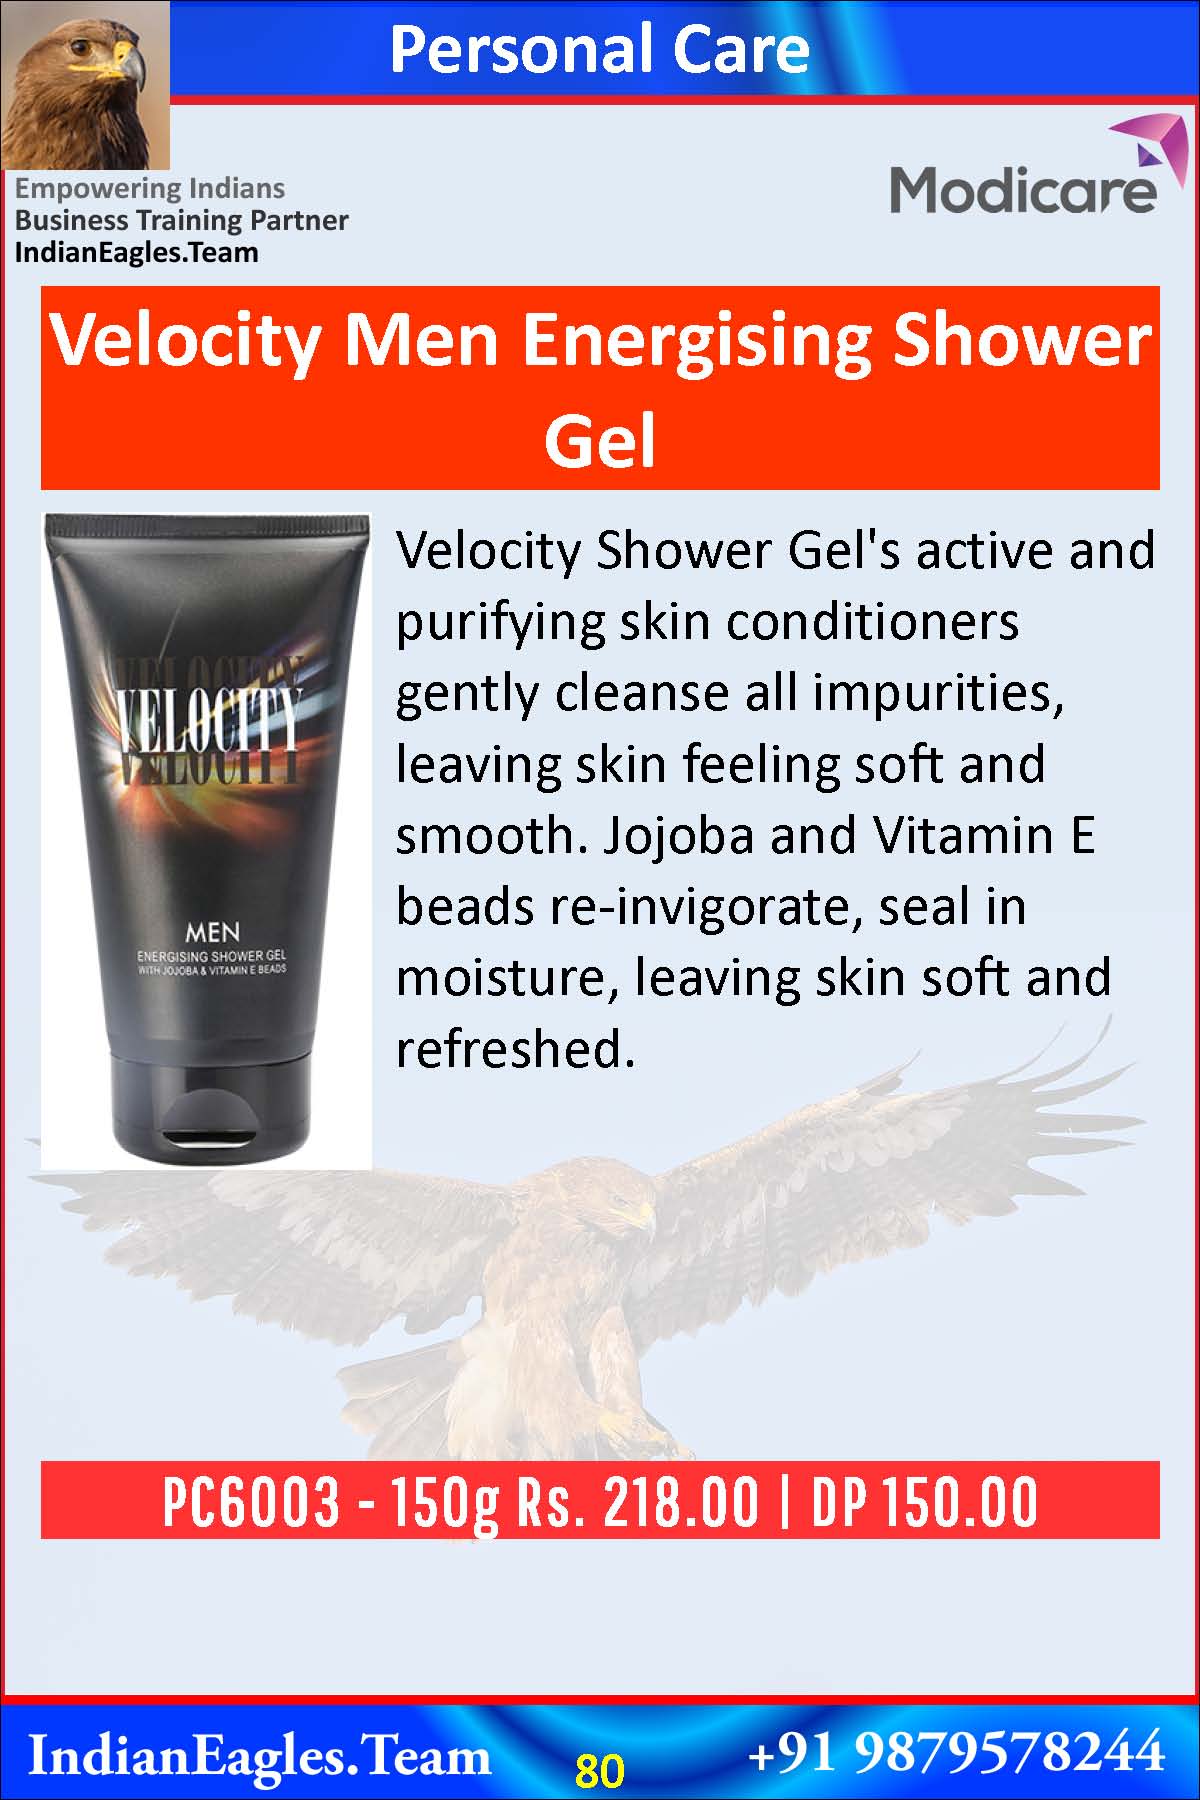 Personal Care
Empowering Indians
Business Training Partner
IndianEagles.Team
Modicare
Velocity Men Energising Shower
Gel
VELOCITY
VELOCITY
VELOCITY
MEN
ENERGISING SHOWER GEL
WITH JOJOBA & VITAMIN E BEADS
Velocity Shower Gel's active and
purifying skin conditioners
gently cleanse all impurities,
leaving skin feeling soft and
smooth. Jojoba and Vitamin E
beads re-invigorate, seal in
moisture, leaving skin soft and
refreshed.
PC6003 - 150g Rs. 218.00 | DP 150.00
IndianEagles.Team
80
+91 9879578244